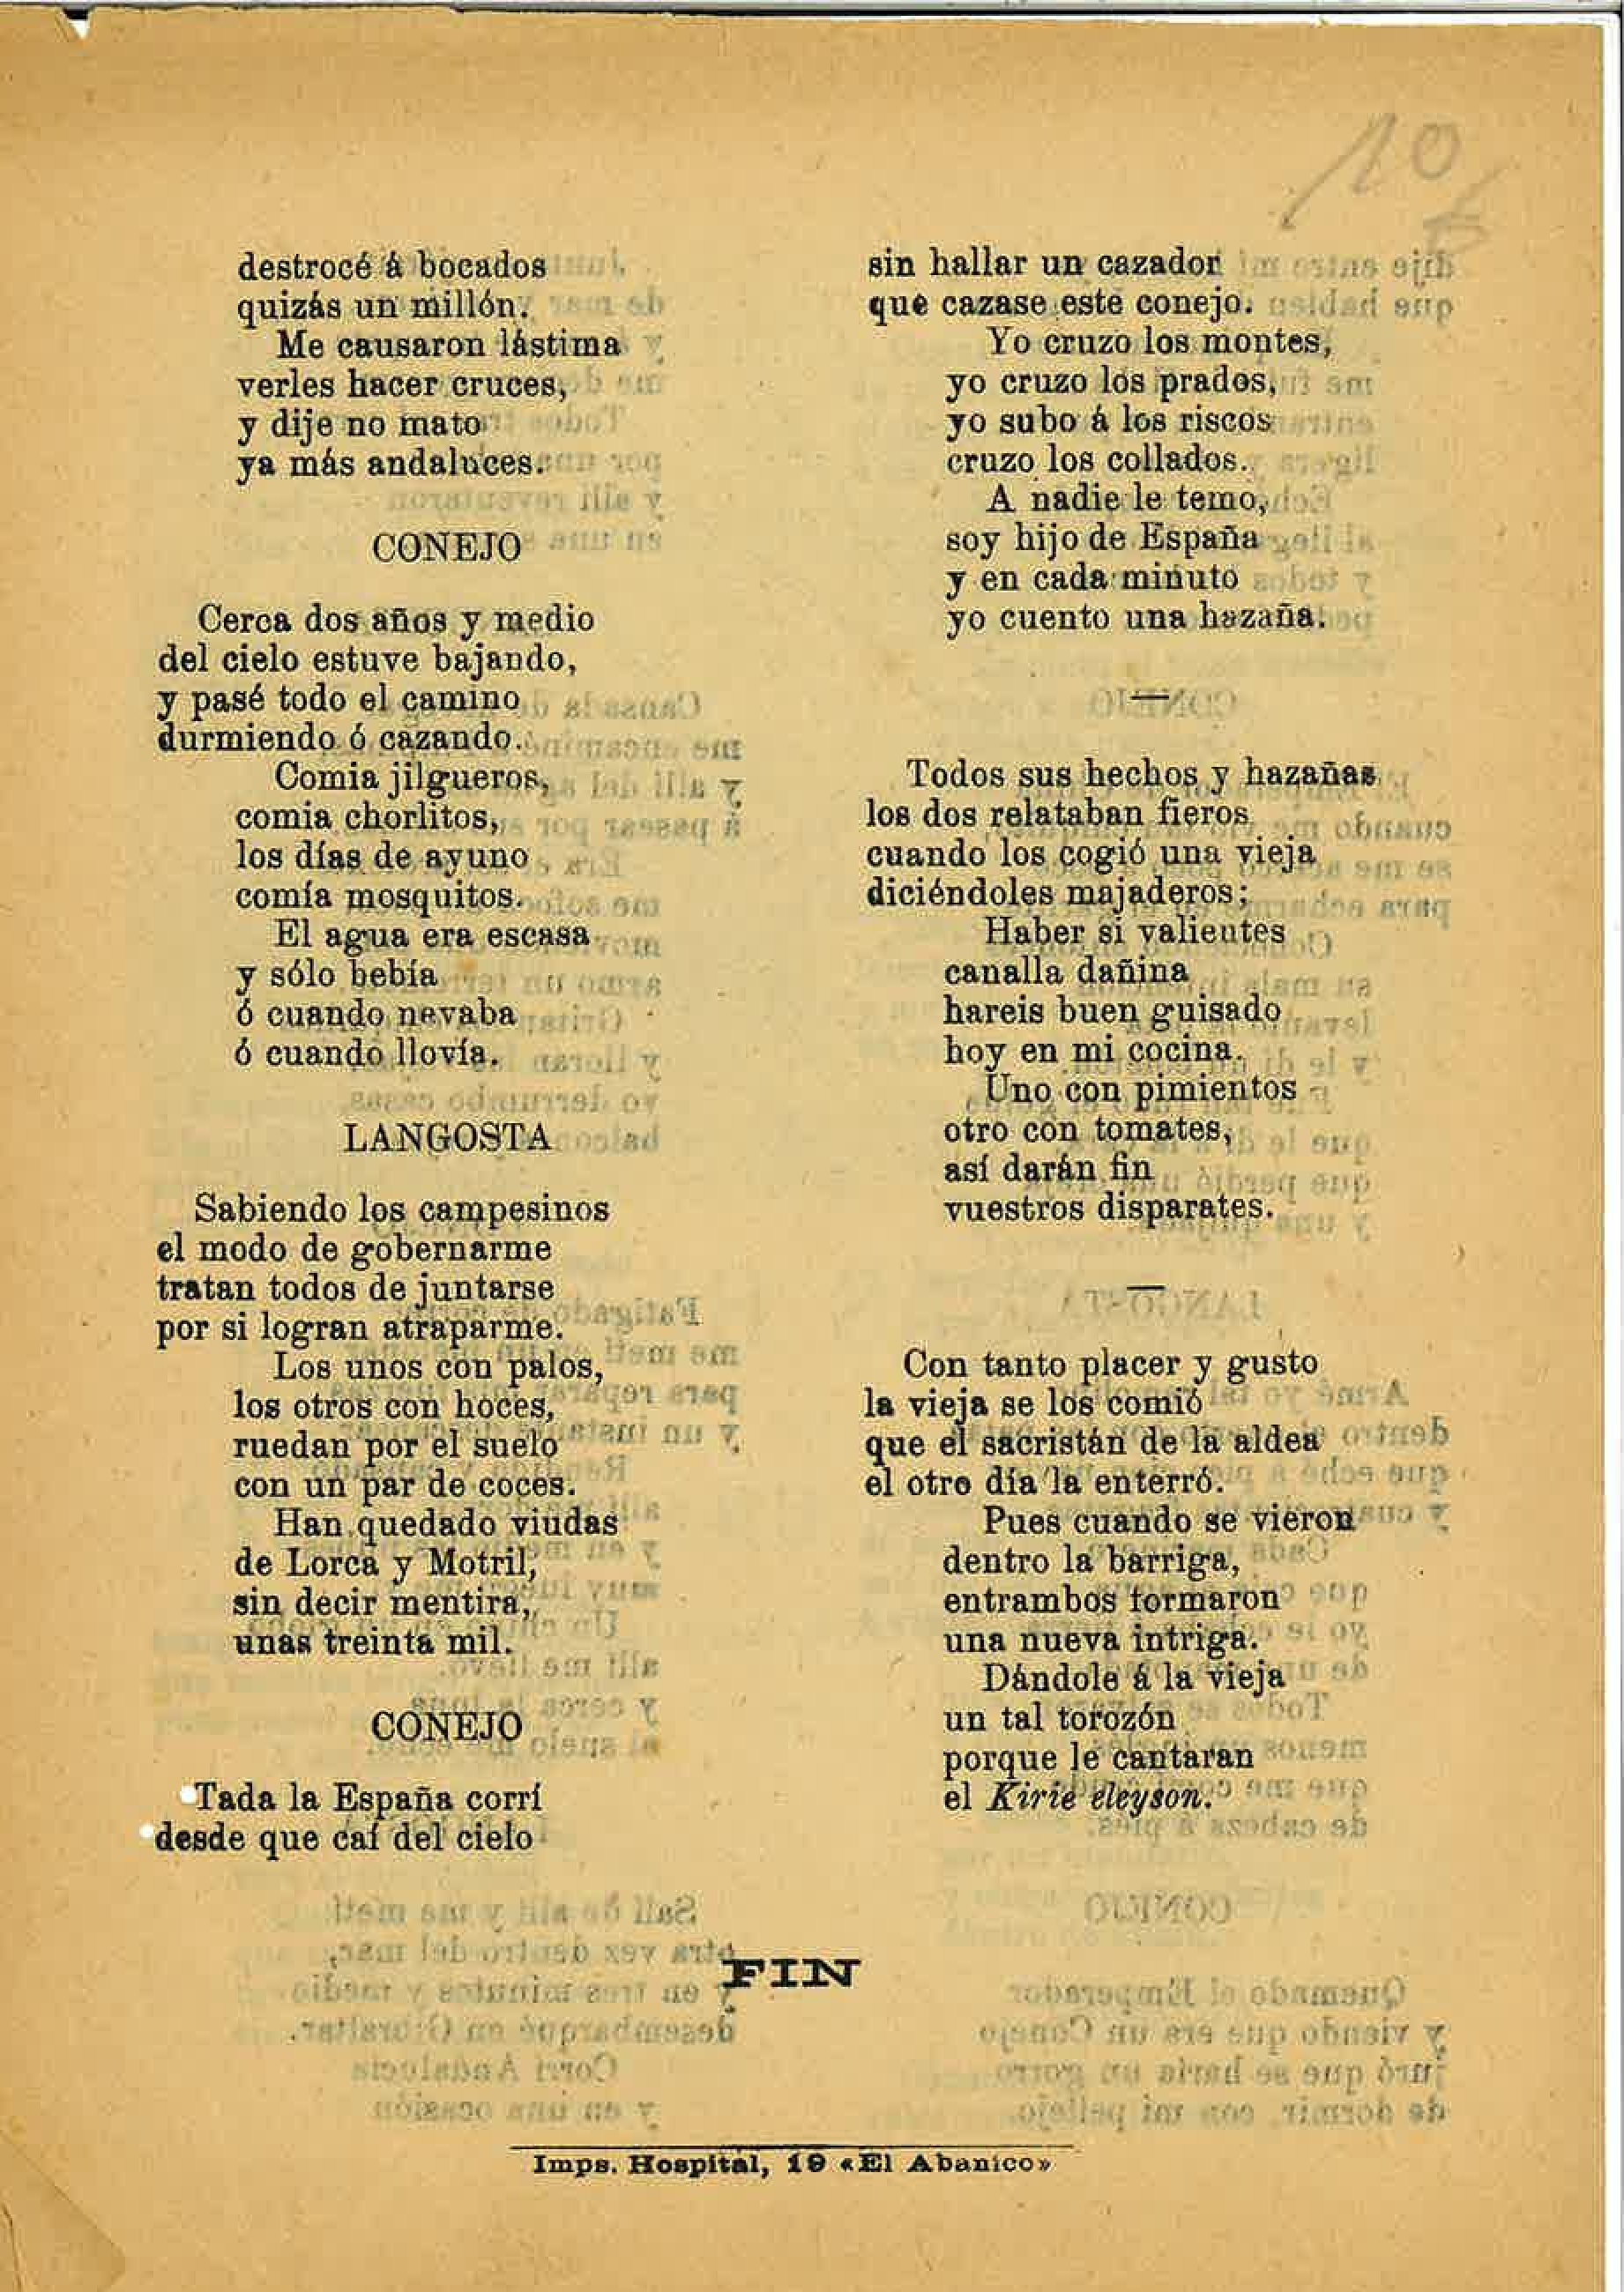 10
destrocé á bocados
quizás un millón.
Me causaron lástima
verles hacer cruces,
y dije no mato
ya más andaluces.
CONEJO
Cerca dos años y medio
del cielo estuve bajando,
y pasé todo el camino
durmiendo ó cazando.
Comia jilgueros,
comia chorlitos,
los días de ayuno
comía mosquitos.
El agua era escasa
y sólo bebía
ó cuando nevaba
ó cuando llovía.
LANGOSTA
Sabiendo los campesinos
el modo de gobernarme
tratan todos de juntarse
por si logran atraparme.
Los unos con palos,
los otros con hoces,
ruedan por el suelo
con un par de coces.
Han quedado viudas
de Lorca y Motril,
sin decir mentira,
unas treinta mil.
CONEJO
Tada la España corrí
desde que caí del cielo
sin hallar un cazador
que cazase este conejo.
Yo cruzo los montes,
yo cruzo los prados,
yo subo á los riscos
cruzo los collados.
A nadie le temo,
soy hijo de España
y en cada minuto
yo cuento una hazaña.
—
Todos sus hechos y hazañas
los dos relataban fieros
cuando los cogió una vieja
diciéndoles majaderos;
Haber si valientes
canalla dañina
hareis buen guisado
hoy en mi cocina.
Uno con pimientos
otro con tomates,
así darán fin
vuestros disparates.
—
Con tanto placer y gusto
la vieja se los comió
que el sacristán de la aldea
el otro día la enterró.
Pues cuando se vieron
dentro la barriga,
entrambos formaron
una nueva intriga.
Dándole á la vieja
un tal torozón
porque le cantaran
el Kirie eleyson.
FIN
Imps. Hospital, 19 «El Abanico»